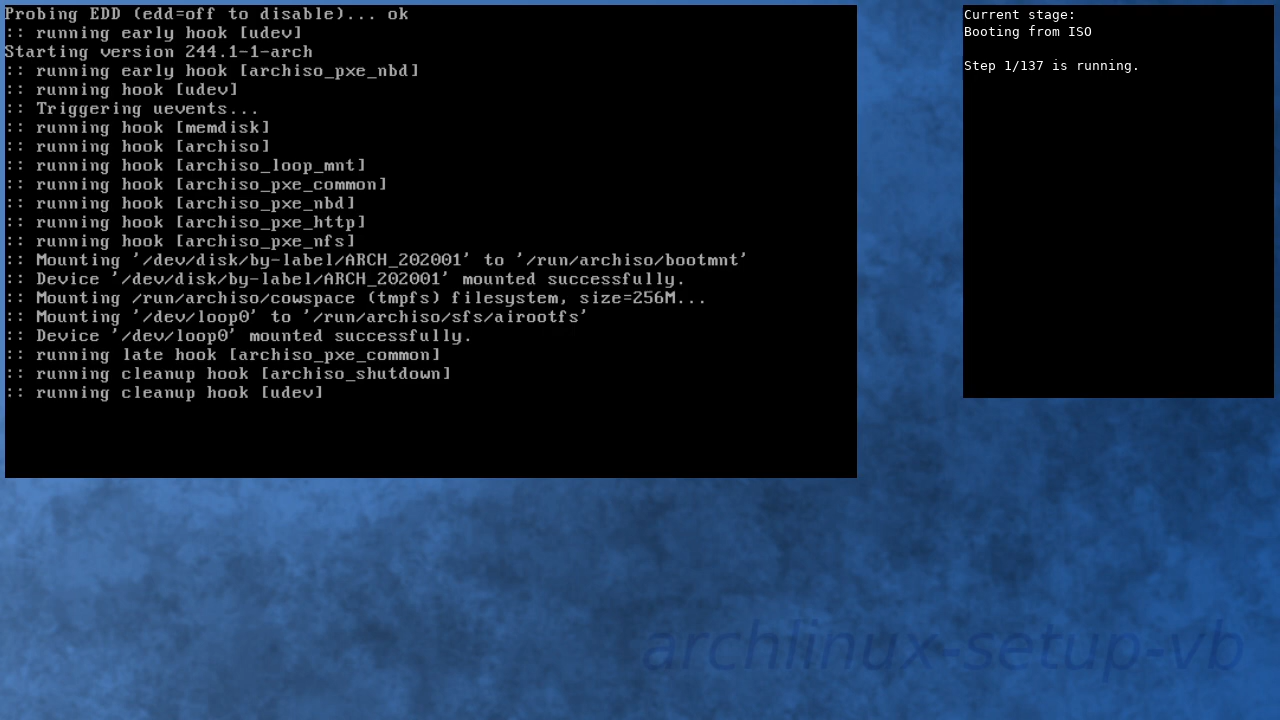 Probing EDD (edd=off to disable)... ok
:: running early hook [udev]
Starting version 244.1-1-arch
:: running early hook [archiso_pxe_nbd]
:: running hook [udev]
:: Triggering uevents...
:: running hook [memdisk]
:: running hook [archiso]
:: running hook [archiso_loop_mnt]
:: running hook [archiso_pxe_common]
:: running hook [archiso_pxe_nbd]
:: running hook [archiso_pxe_http]
:: running hook [archiso_pxe_nfs]
:: Mounting '/dev/disk/by-label/ARCH_202001' to '/run/archiso/bootmnt'
:: Device '/dev/disk/by-label/ARCH_202001' mounted successfully.
:: Mounting /run/archiso/cowspace (tmpfs) filesystem, size=256M...
:: Mounting '/dev/loop0' to '/run/archiso/sfs/airootfs'
:: Device '/dev/loop0' mounted successfully.
:: running late hook [archiso_pxe_common]
:: running cleanup hook [archiso_shutdown]
:: running cleanup hook [udev]
Current stage:
Booting from ISO
Step 1/137 is running.
archlinux-setup-vb